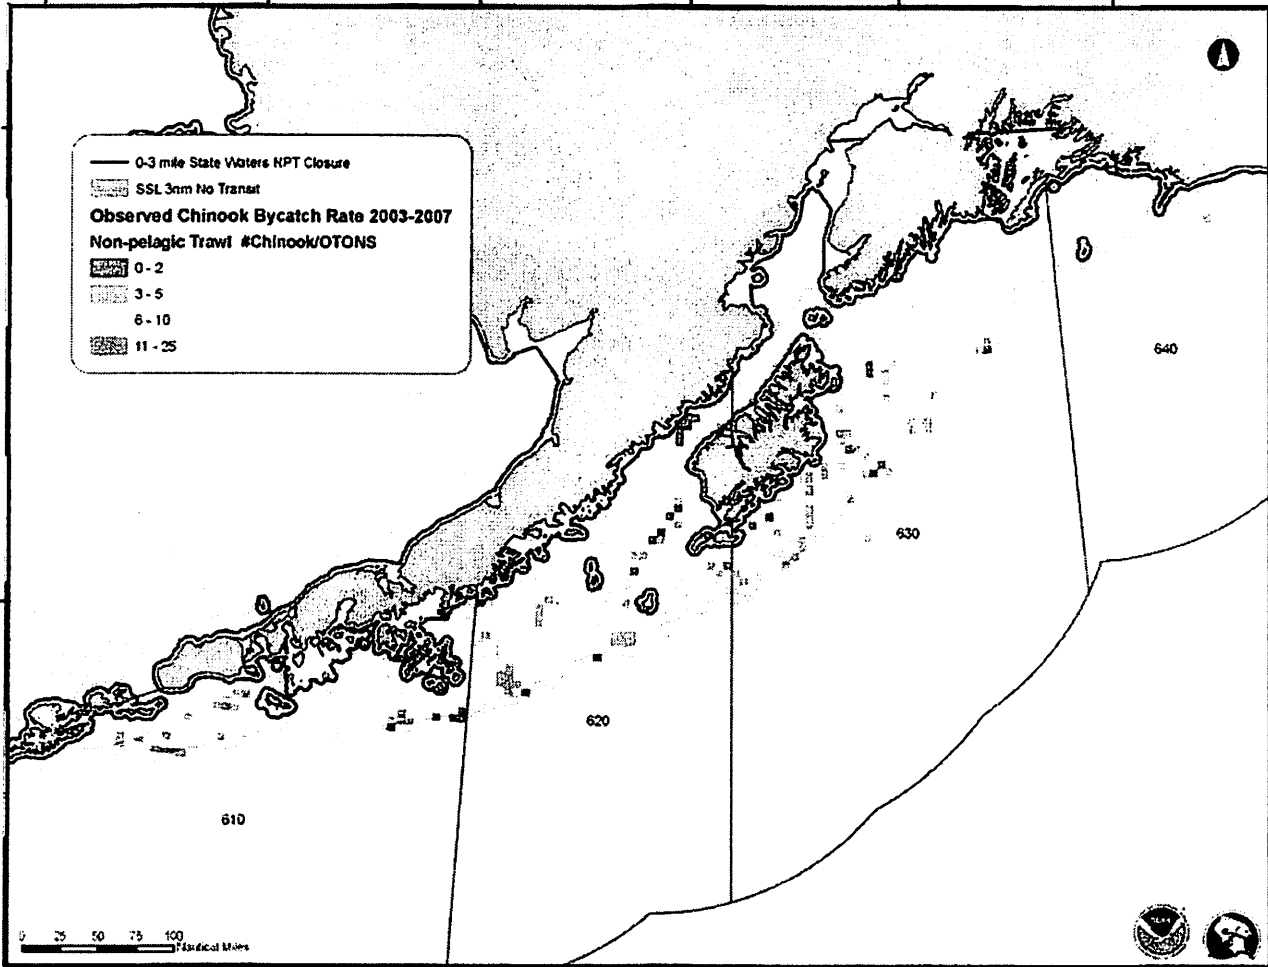 0-3 mile State Waters NPT Closure
SSL 3nm No Transit
Observed Chinook Bycatch Rate 2003-2007
Non-pelagic Trawl #Chinook/OTONS
0 - 2
3 - 5
6 - 10
11 - 25
640
630
620
610
0 25 50 75 100
Nautical Miles